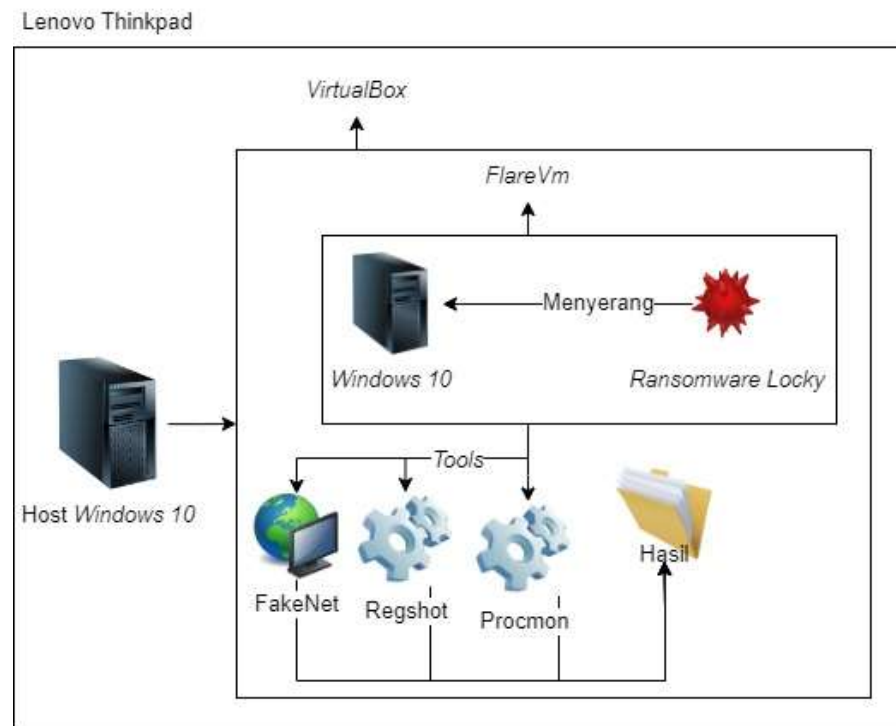 Lenovo Thinkpad
VirtualBox
FlareVm
Menyerang
Windows 10
Ransomware Locky
Host Windows 10
Tools
FakeNet
Regshot
Procmon
Hasil